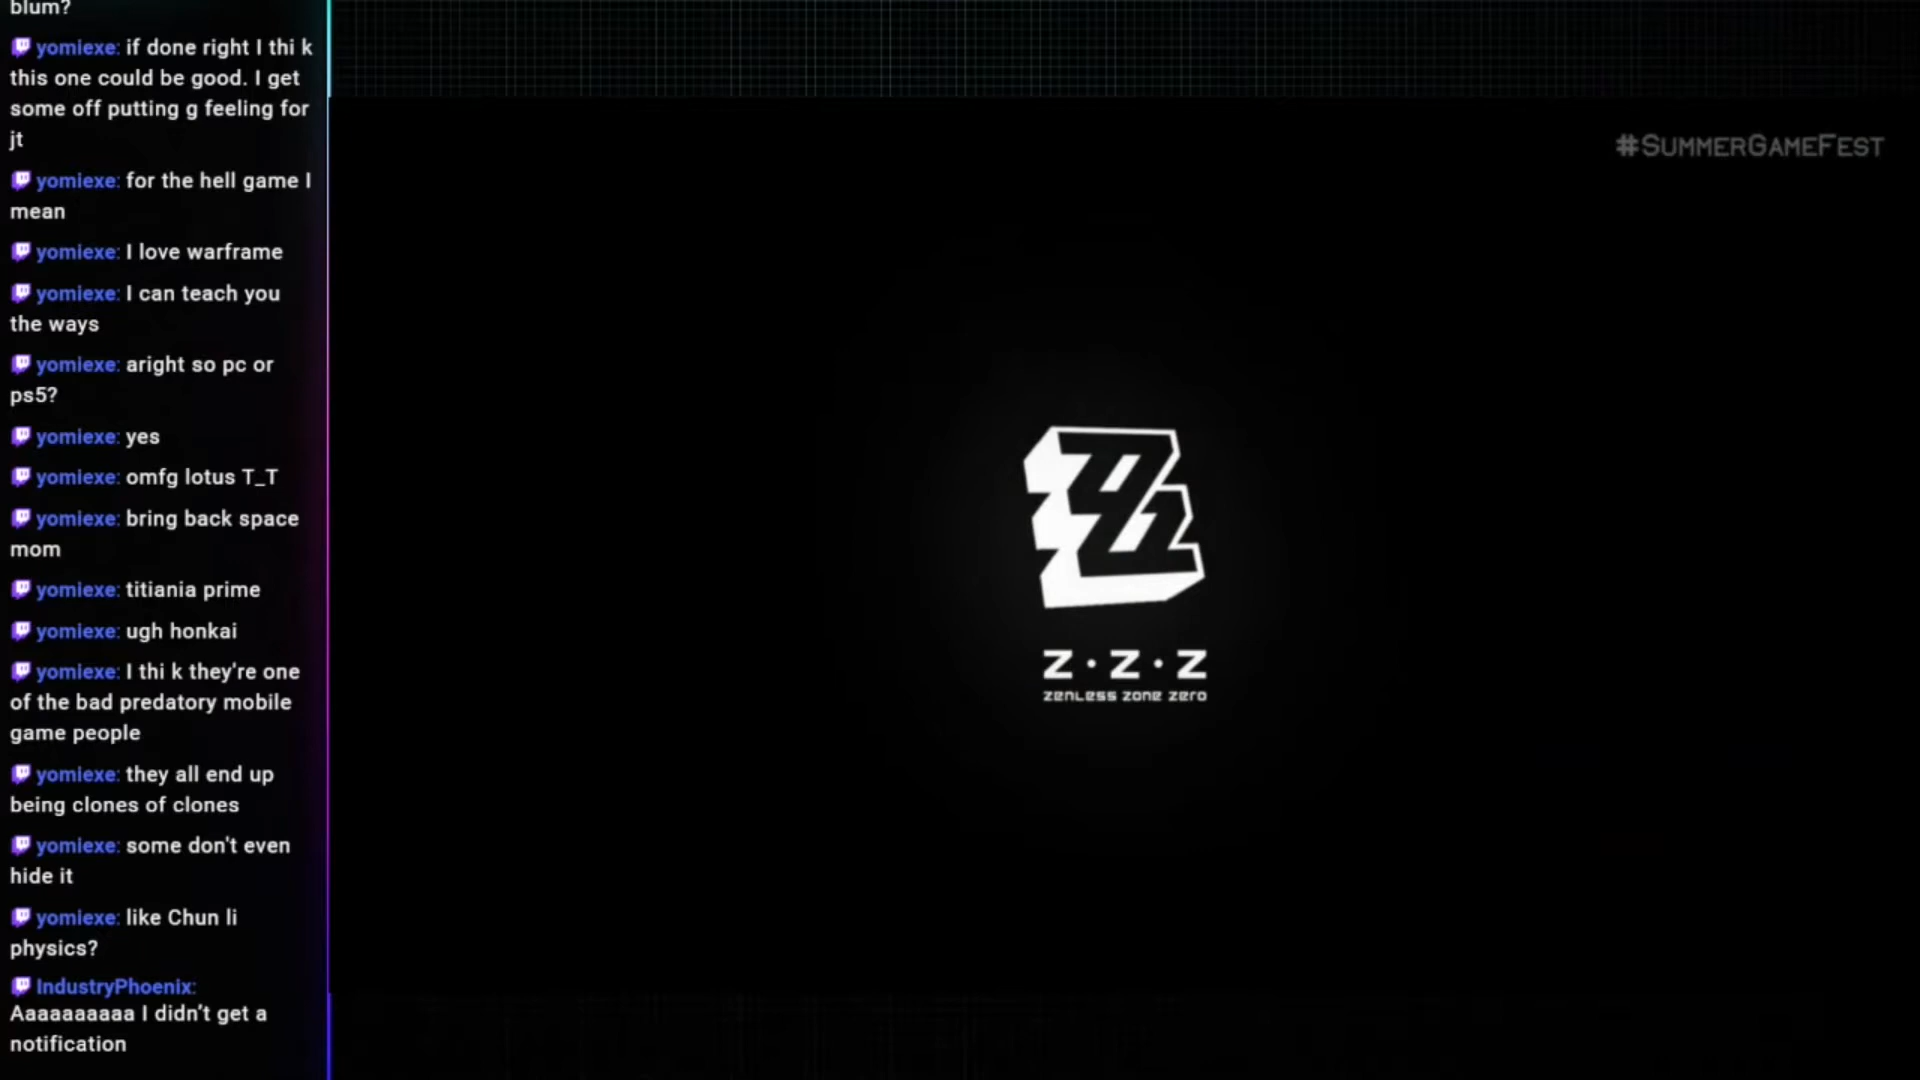 blum?
yomiexe: if done right I thi k
this one could be good. I get
some off putting g feeling for
jt
yomiexe: for the hell game I
mean
yomiexe: I love warframe
yomiexe: I can teach you
the ways
yomiexe: aright so pc or
ps5?
yomiexe: yes
yomiexe: omfg lotus T_T
yomiexe: bring back space
mom
yomiexe: titiania prime
yomiexe: ugh honkai
yomiexe: I thi k they're one
of the bad predatory mobile
game people
yomiexe: they all end up
being clones of clones
yomiexe: some don't even
hide it
yomiexe: like Chun li
physics?
IndustryPhoenix:
Aaaaaaaaaa I didn't get a
notification
#SUMMERGAMEFEST
Z·Z·Z
ZENLESS ZONE ZERO